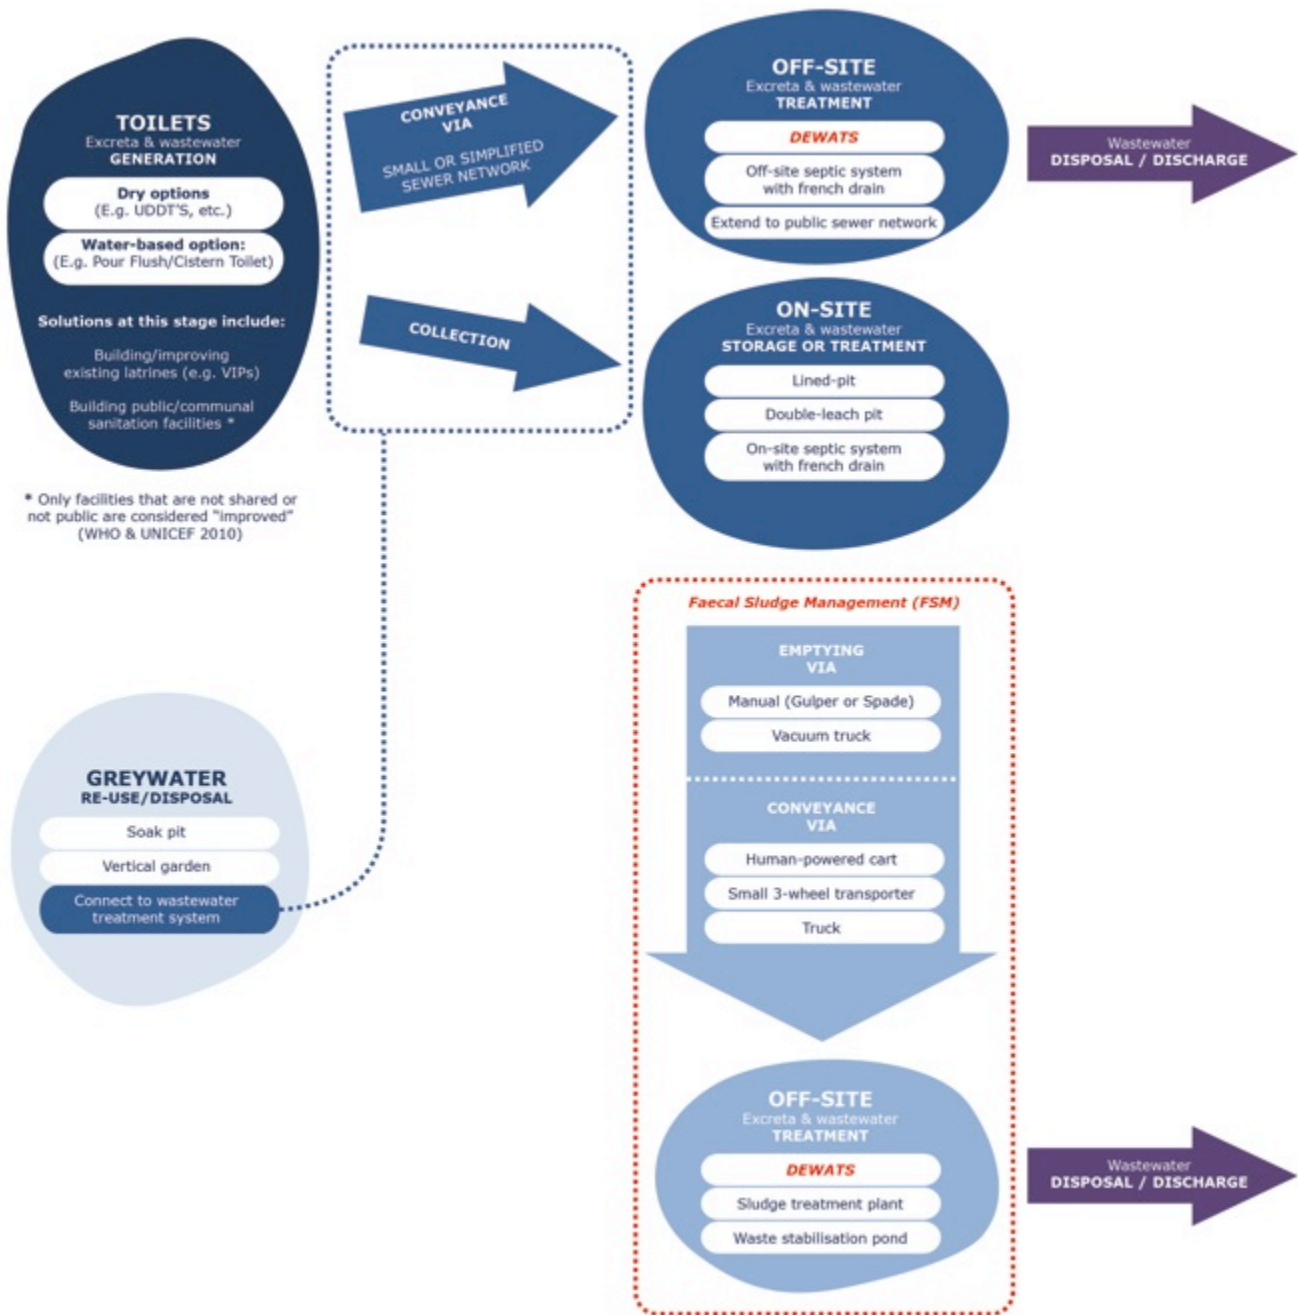 TOILETS
Excreta & wastewater
GENERATION
Dry options
(E.g. UDDT'S, etc.)
Water-based option:
(E.g. Pour Flush/Cistern Toilet)
Solutions at this stage include:
Building/improving
existing latrines (e.g. VIPs)
Building public/communal
sanitation facilities *
* Only facilities that are not shared or
not public are considered "improved"
(WHO & UNICEF 2010)
CONVEYANCE
VIA
SMALL OR SIMPLIFIED
SEWER NETWORK
COLLECTION
OFF-SITE
Excreta & wastewater
TREATMENT
DEWATS
Off-site septic system
with french drain
Extend to public sewer network
Wastewater
DISPOSAL / DISCHARGE
ON-SITE
Excreta & wastewater
STORAGE OR TREATMENT
Lined-pit
Double-leach pit
On-site septic system
with french drain
GREYWATER
RE-USE/DISPOSAL
Soak pit
Vertical garden
Connect to wastewater
treatment system
Faecal Sludge Management (FSM)
EMPTYING
VIA
Manual (Gulper or Spade)
Vacuum truck
CONVEYANCE
VIA
Human-powered cart
Small 3-wheel transporter
Truck
OFF-SITE
Excreta & wastewater
TREATMENT
DEWATS
Sludge treatment plant
Waste stabilisation pond
Wastewater
DISPOSAL / DISCHARGE